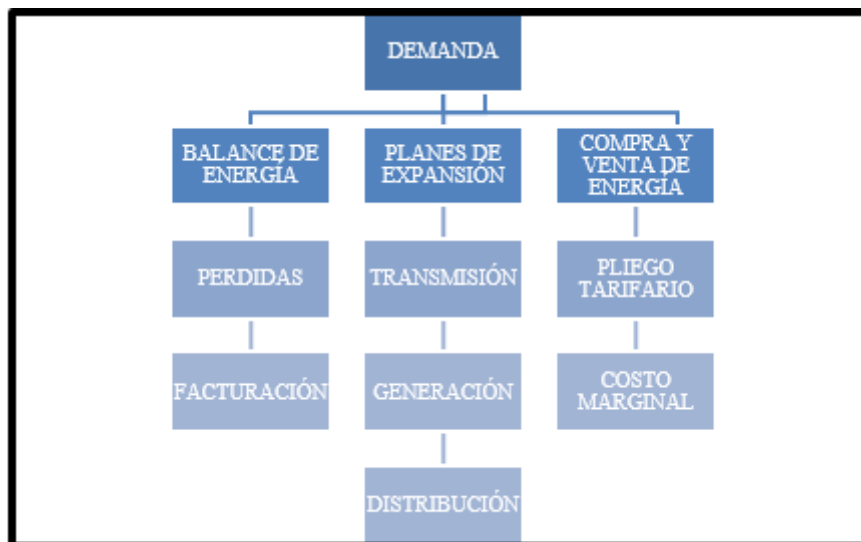 DEMANDA
BALANCE DE
ENERGÍA
PLANES DE
EXPANSIÓN
COMPRA Y
VENTA DE
ENERGÍA
PERDIDAS
TRANSMISIÓN
PLIEGO
TARIFARIO
FACTURACIÓN
GENERACIÓN
COSTO
MARGINAL
DISTRIBUCIÓN